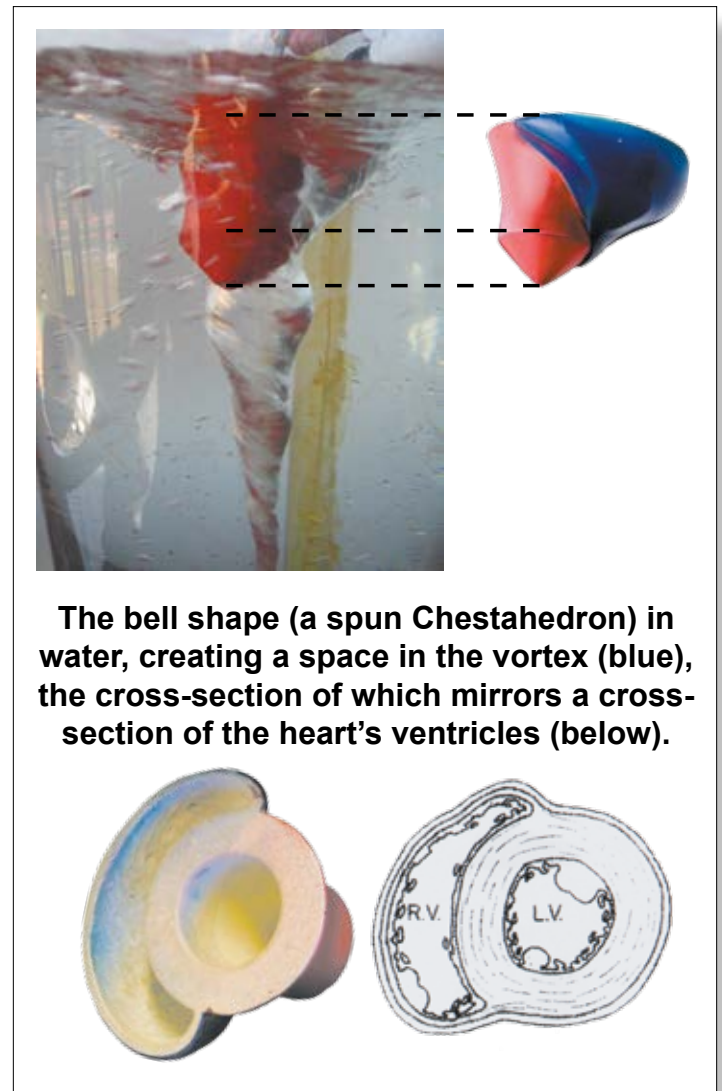 The bell shape (a spun Chestahedron) in
water, creating a space in the vortex (blue),
the cross-section of which mirrors a cross-
section of the heart's ventricles (below).
R.V. L.V.